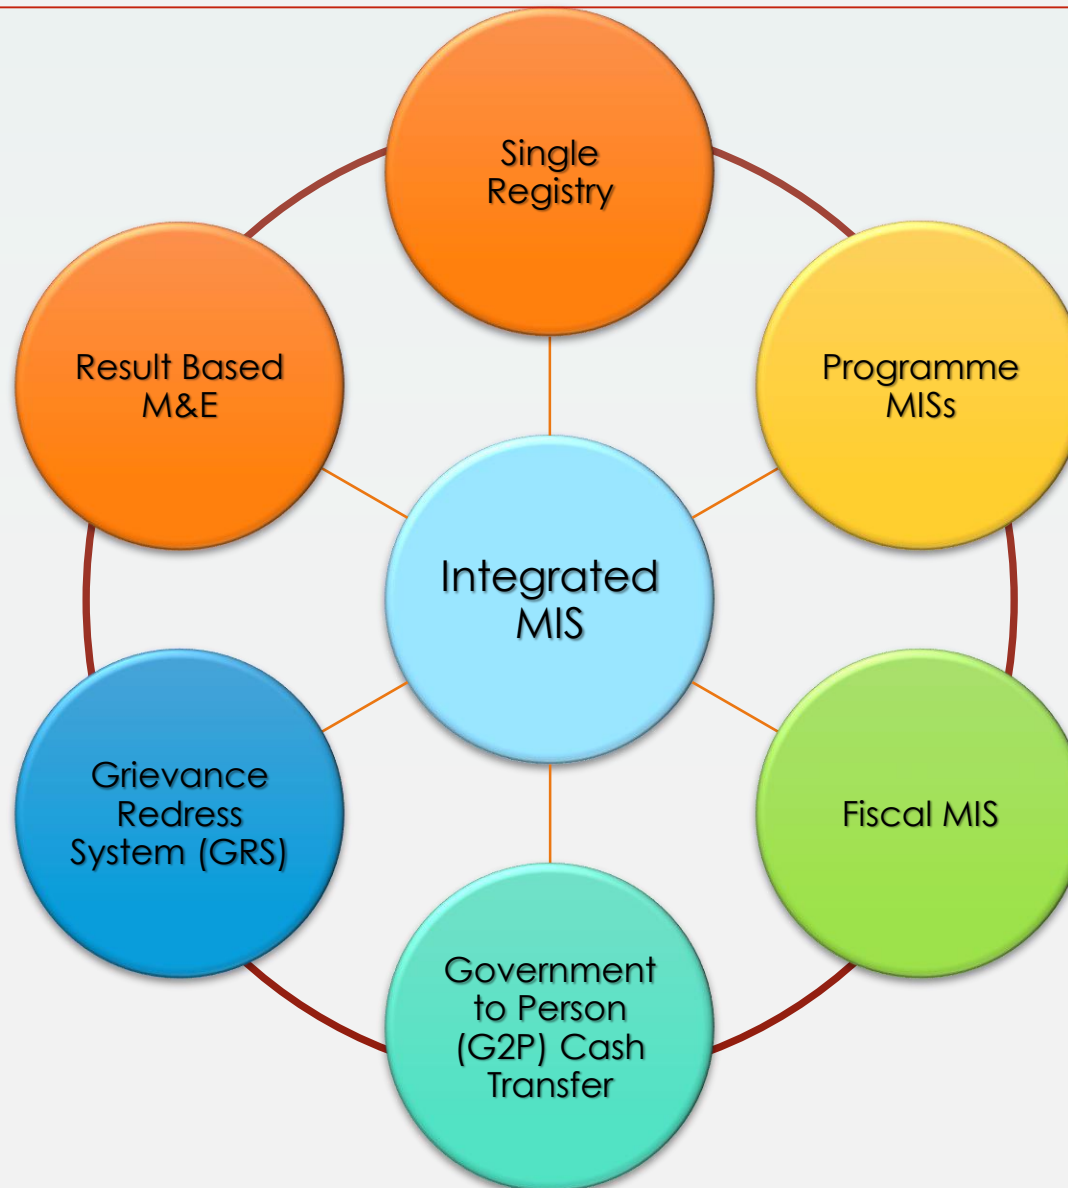 Single
Registry
Programme
MISs
Fiscal MIS
Government
to Person
(G2P) Cash
Transfer
Grievance
Redress
System (GRS)
Result Based
M&E
Integrated
MIS